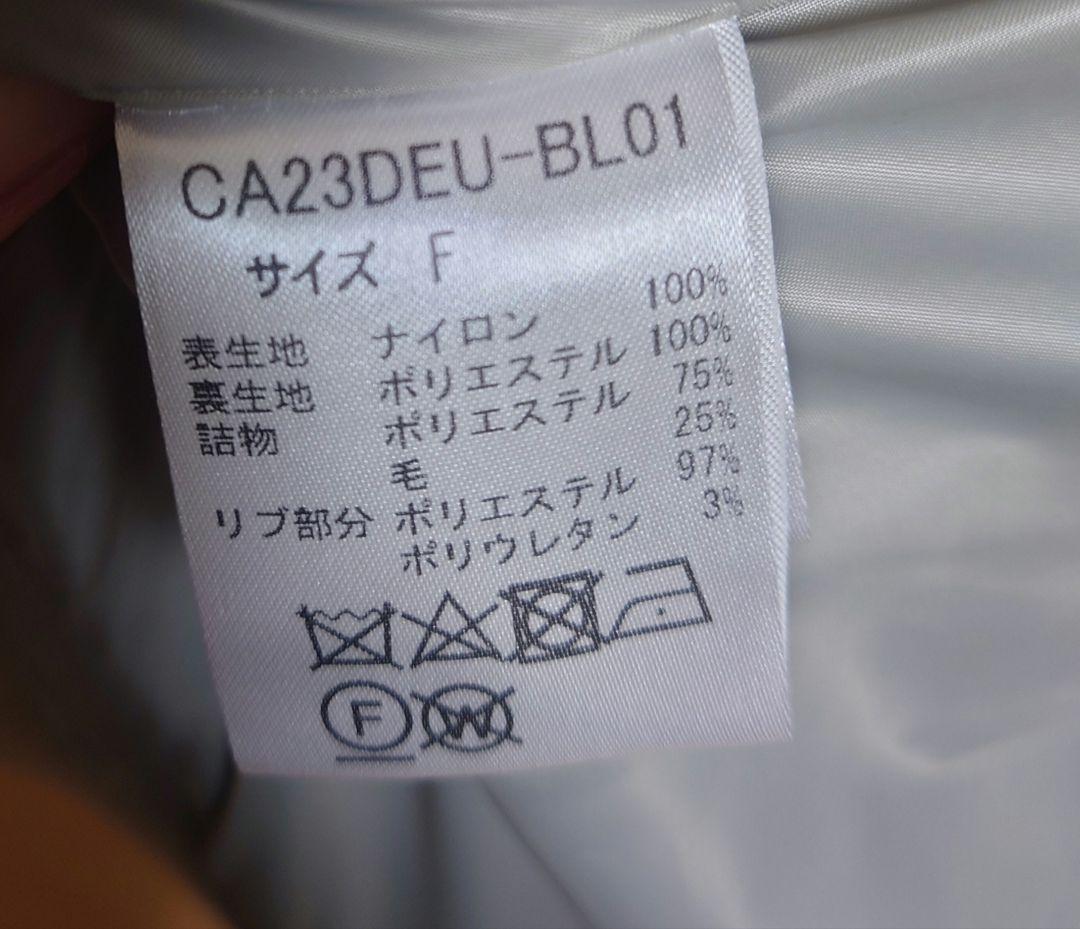 CA23DEU-BL01
サイズ F
表生地 ナイロン 100%
裏生地 ポリエステル 100%
詰物 ポリエステル 75%
毛 25%
リブ部分 ポリエステル 97%
ポリウレタン 3%
F W